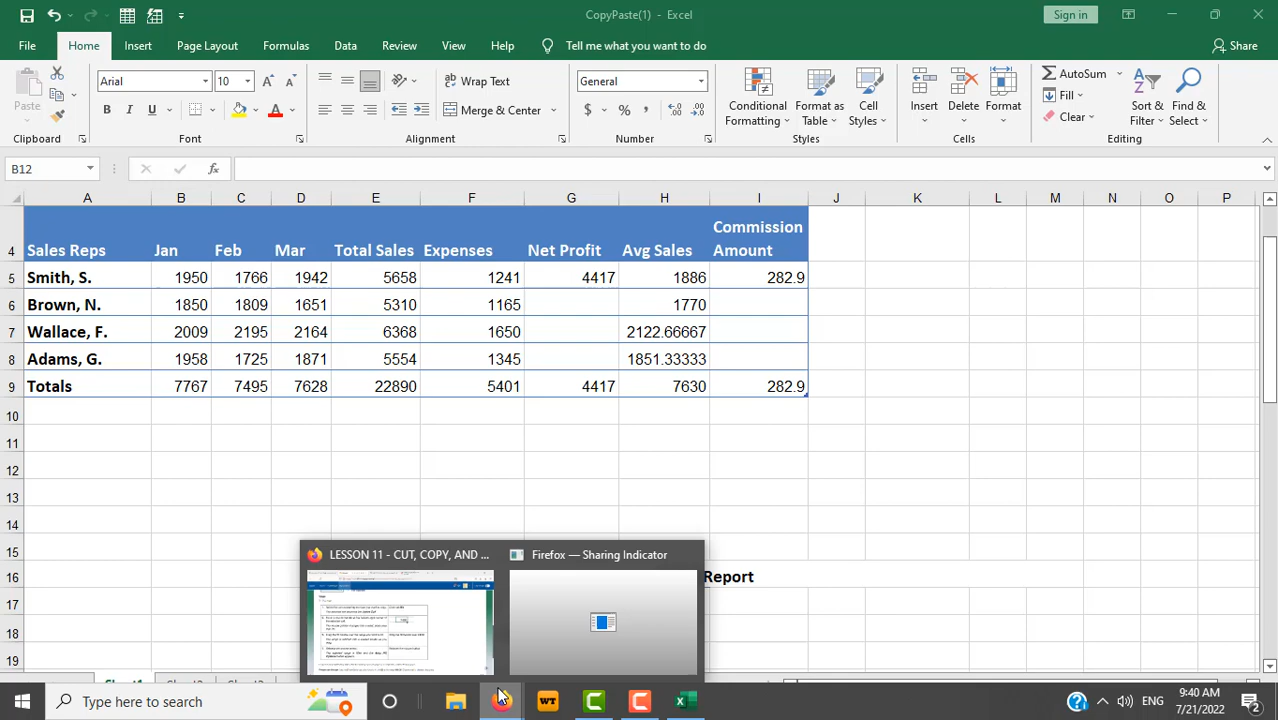 CopyPaste(1) - Excel
Sign in
File Home Insert Page Layout Formulas Data Review View Help Tell me what you want to do Share
Arial 10 Wrap Text General AutoSum
Paste Conditional Format as Cell Insert Delete Format Fill Sort & Find &
B I U Merge & Center $ % Formatting Table Styles Clear Filter Select
Clipboard Font Alignment Number Styles Cells Editing
B12 fx
A B C D E F G H I J K L M N O P
Commission
4 Sales Reps Jan Feb Mar Total Sales Expenses Net Profit Avg Sales Amount
5 Smith, S. 1950 1766 1942 5658 1241 4417 1886 282.9
6 Brown, N. 1850 1809 1651 5310 1165 1770
7 Wallace, F. 2009 2195 2164 6368 1650 2122.66667
8 Adams, G. 1958 1725 1871 5554 1345 1851.33333
9 Totals 7767 7495 7628 22890 5401 4417 7630 282.9
10
11
12
13
14
15 LESSON 11 - CUT, COPY, AND ... Firefox — Sharing Indicator
16 Report
17
18
19
Type here to search WT ENG 9:40 AM
7/21/2022 2